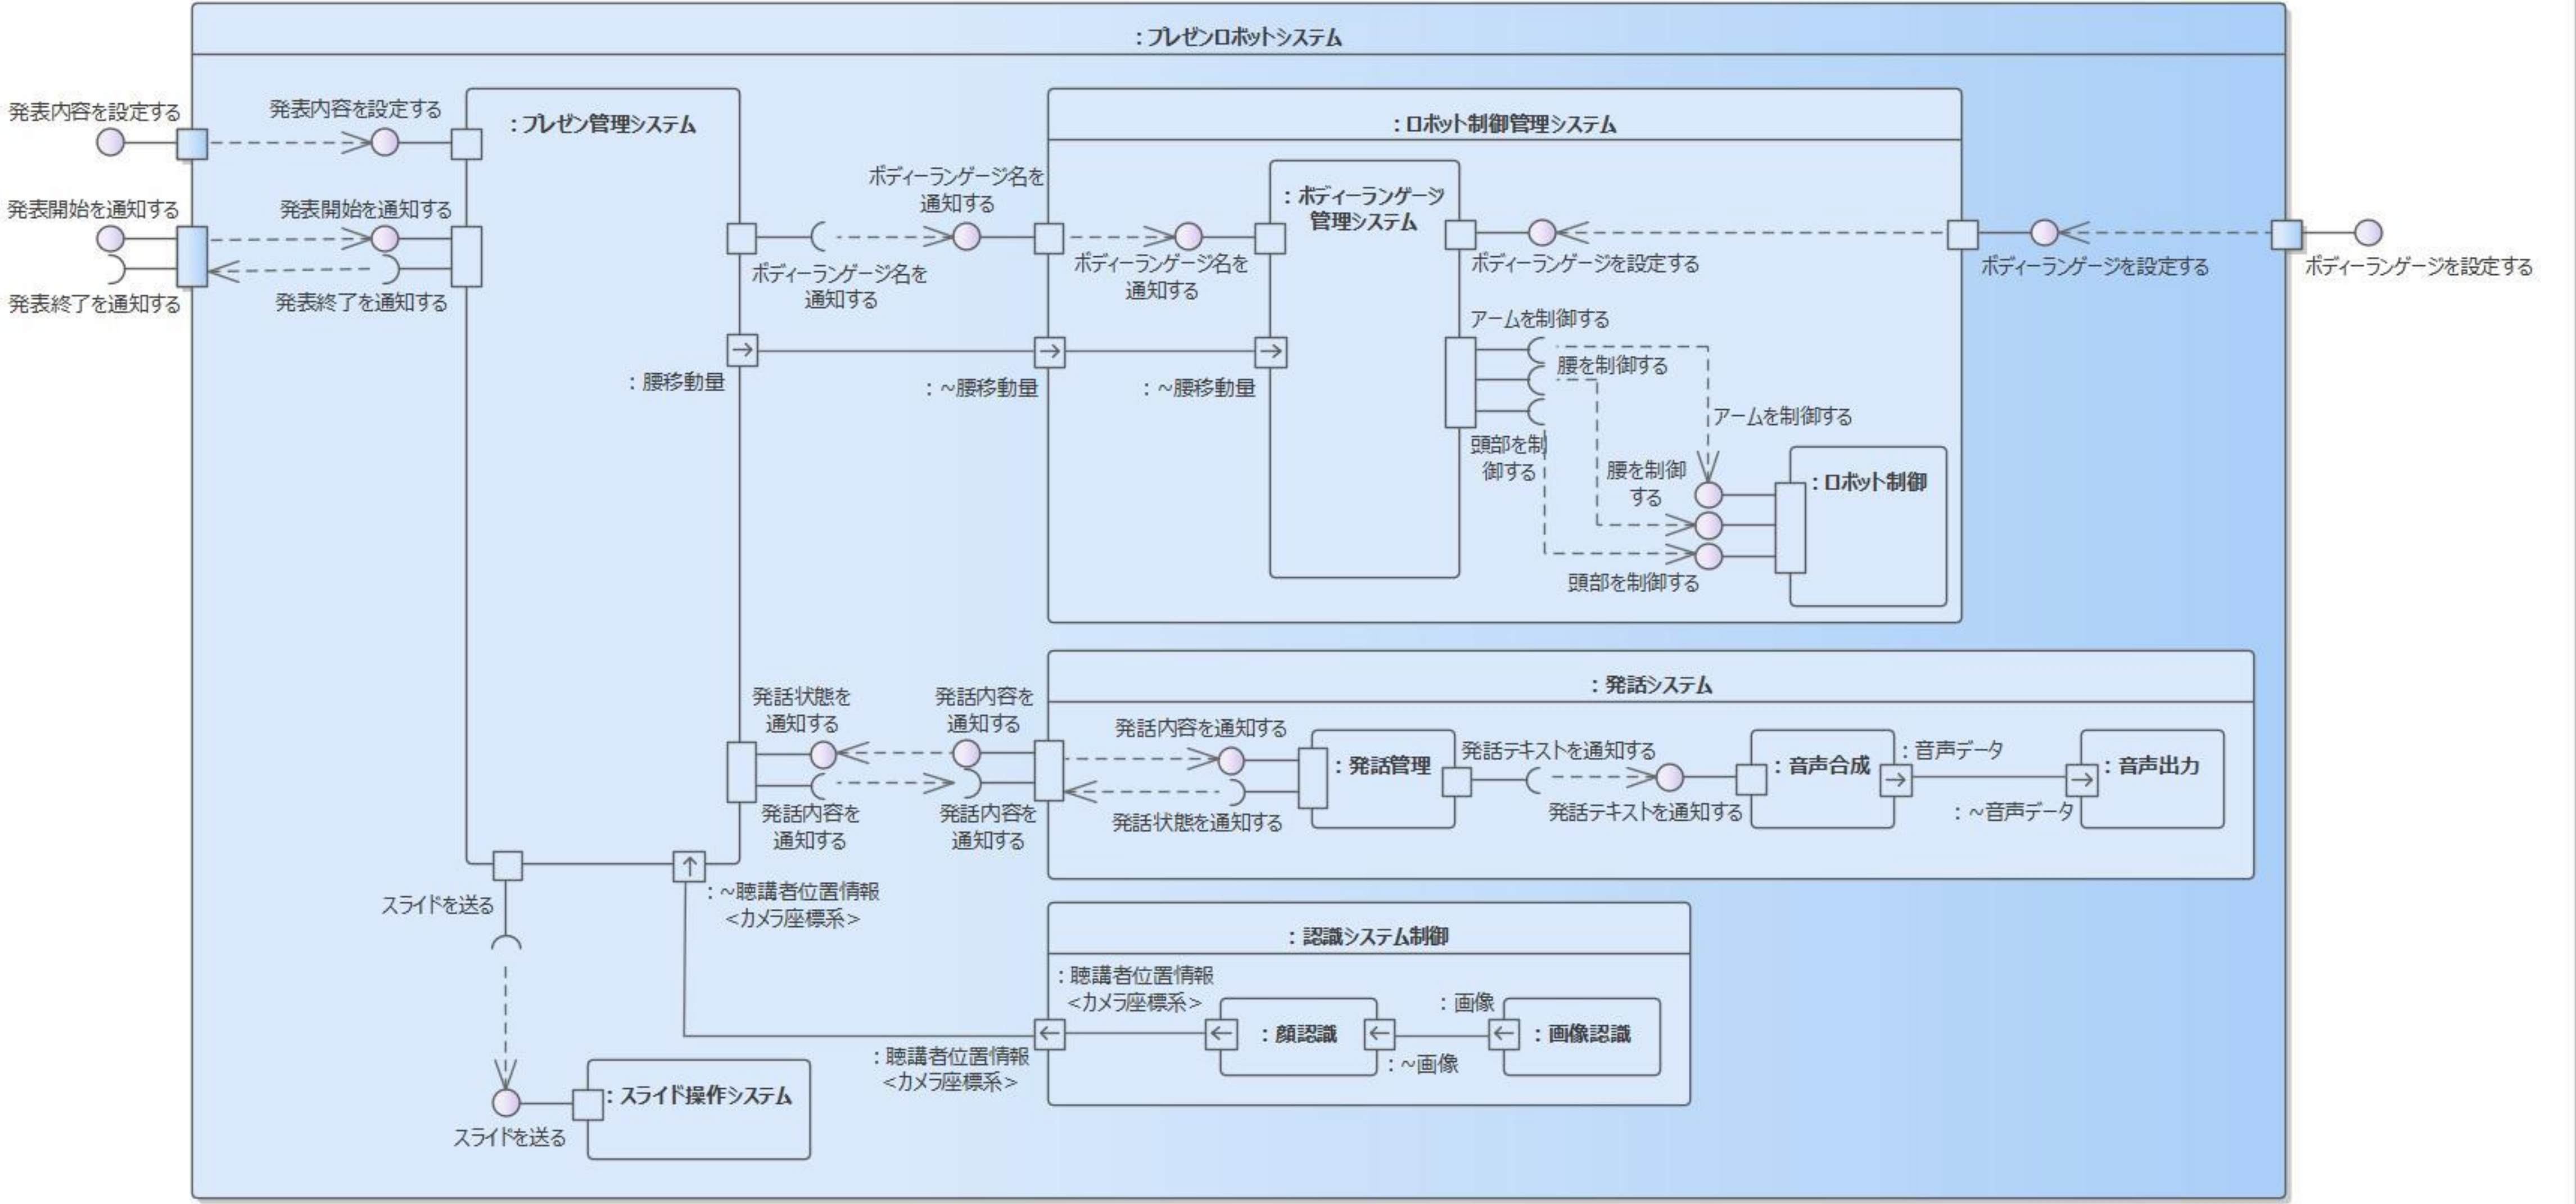 : プレゼンロボットシステム
発表内容を設定する
発表内容を設定する
: プレゼン管理システム
: ロボット制御管理システム
発表開始を通知する
発表開始を通知する
発表終了を通知する
発表終了を通知する
ボディーランゲージ名を
通知する
ボディーランゲージ名を
通知する
ボディーランゲージ名を
通知する
: ボディーランゲージ
管理システム
ボディーランゲージを設定する
ボディーランゲージを設定する
ボディーランゲージを設定する
: 腰移動量
: ~腰移動量
: ~腰移動量
アームを制御する
腰を制御する
頭部を制
御する
アームを制御する
腰を制御
する
頭部を制御する
: ロボット制御
: 発話システム
発話状態を
通知する
発話内容を
通知する
発話内容を
通知する
発話内容を
通知する
発話内容を通知する
発話状態を通知する
: 発話管理
発話テキストを通知する
発話テキストを通知する
: 音声合成
: 音声データ
: ~音声データ
: 音声出力
スライドを送る
: ~聴講者位置情報
<カメラ座標系>
: 認識システム制御
: 聴講者位置情報
<カメラ座標系>
: 顔認識
: 画像
: ~画像
: 画像認識
: 聴講者位置情報
<カメラ座標系>
: スライド操作システム
スライドを送る